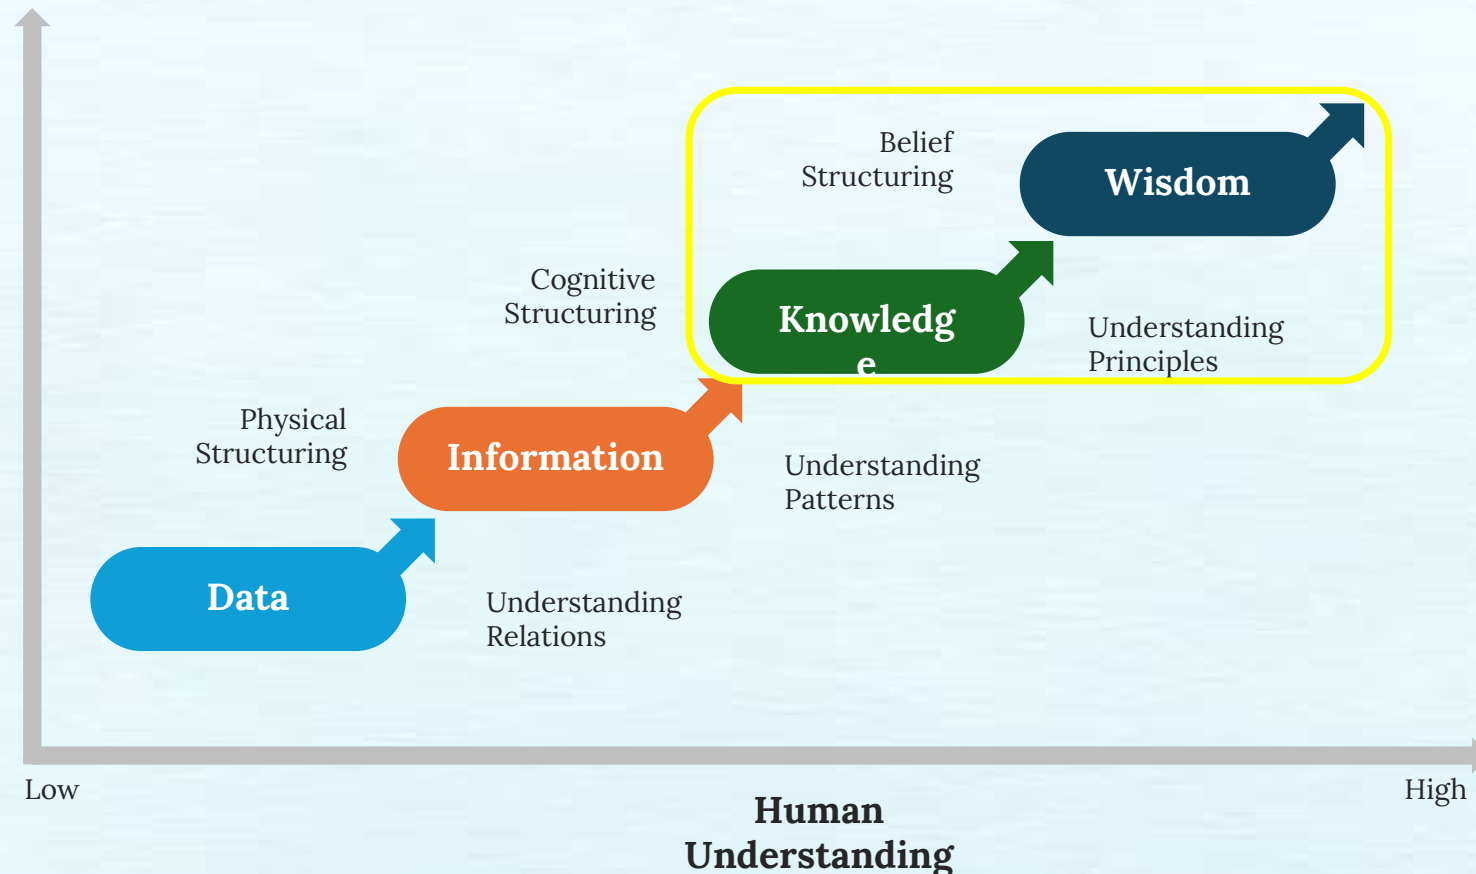 Belief
Structuring
Wisdom
Cognitive
Structuring
Knowledg
e
Understanding
Principles
Physical
Structuring
Information
Understanding
Patterns
Data
Understanding
Relations
Low
High
Human
Understanding